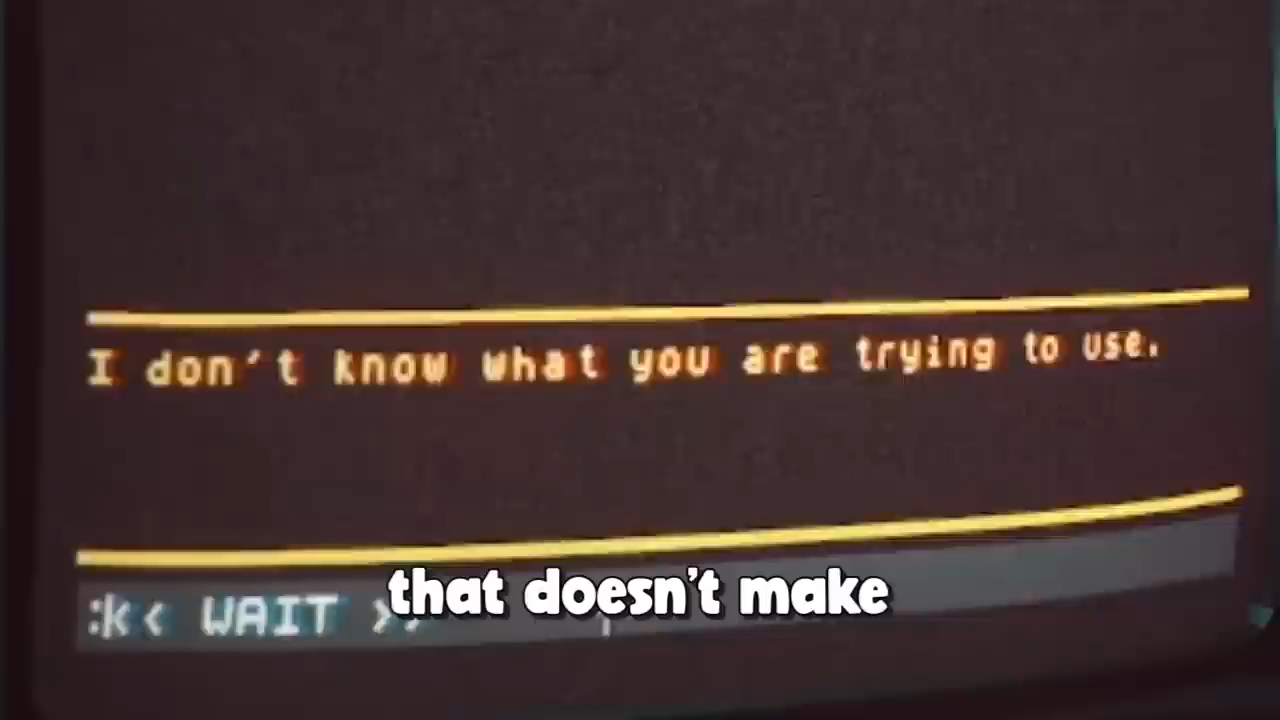 I don't know what you are trying to use.
:k< WAIT >>
that doesn't make